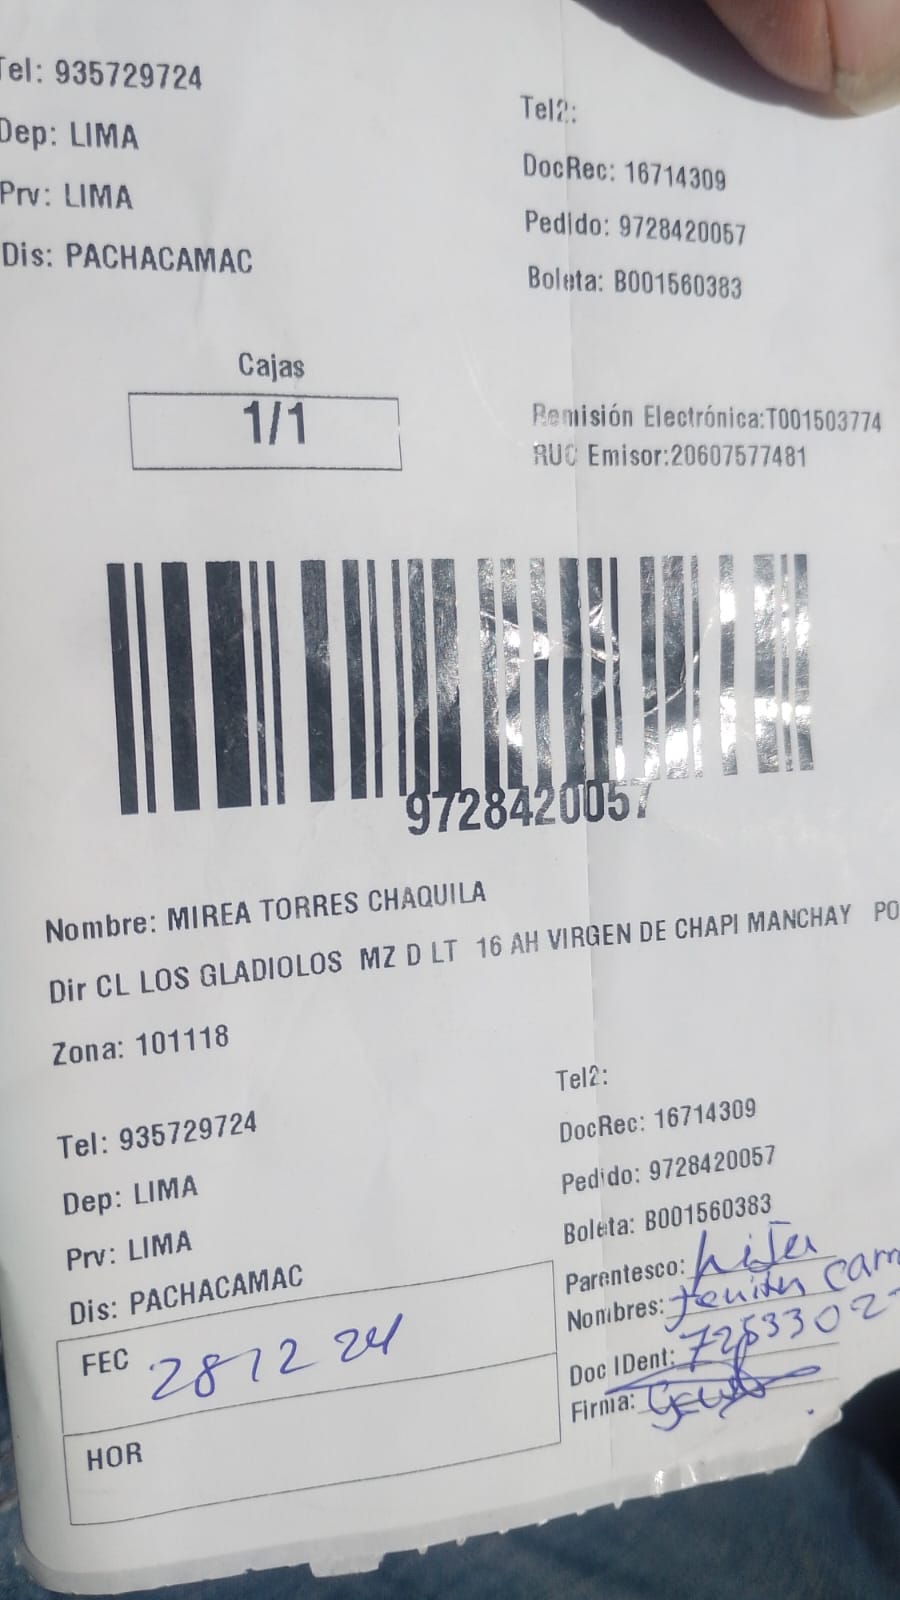 Tel: 935729724
Dep: LIMA
Prv: LIMA
Dis: PACHACAMAC
Tel2:
DocRec: 16714309
Pedido: 9728420057
Boleta: B001560383
Cajas
1/1
Remisión Electrónica:T001503774
RUC Emisor:20607577481
9728420057
Nombre: MIREA TORRES CHAQUILA
Dir CL LOS GLADIOLOS MZ D LT 16 AH VIRGEN DE CHAPI MANCHAY PO
Zona: 101118
Tel: 935729724
Dep: LIMA
Prv: LIMA
Dis: PACHACAMAC
Tel2:
DocRec: 16714309
Pedido: 9728420057
Boleta: B001560383
Parentesco:
Nombres:
Doc IDent:
Firma:
FEC 28 12 24
HOR